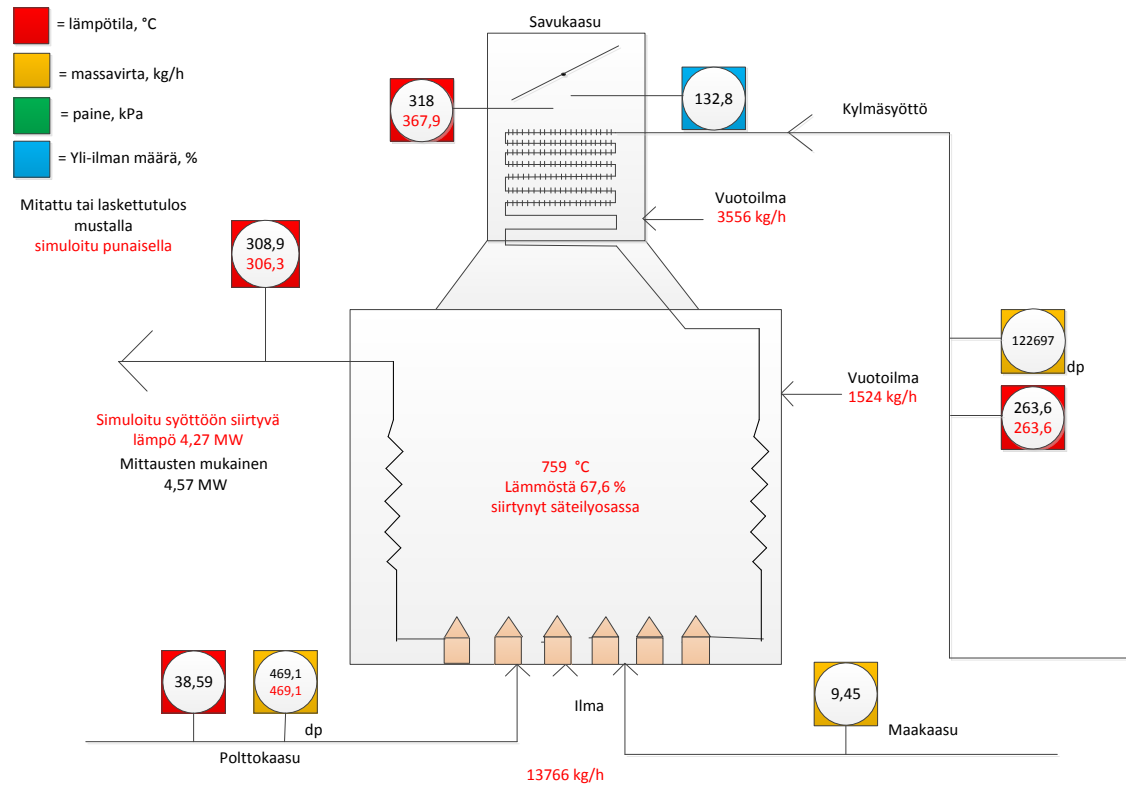 = lämpötila, °C
= massavirta, kg/h
= paine, kPa
= Yli-ilman määrä, %
Mitattu tai laskettutulos
mustalla
simuloitu punaisella
Savukaasu
318
367,9
132,8
Kylmäsyöttö
Vuotoilma
3556 kg/h
308,9
306,3
122697
dp
Vuotoilma
1524 kg/h
263,6
263,6
Simuloitu syöttöön siirtyvä
lämpö 4,27 MW
Mittausten mukainen
4,57 MW
759 °C
Lämmöstä 67,6 %
siirtynyt säteilyosassa
38,59
469,1
469,1
dp
Polttokaasu
Ilma
9,45
Maakaasu
13766 kg/h